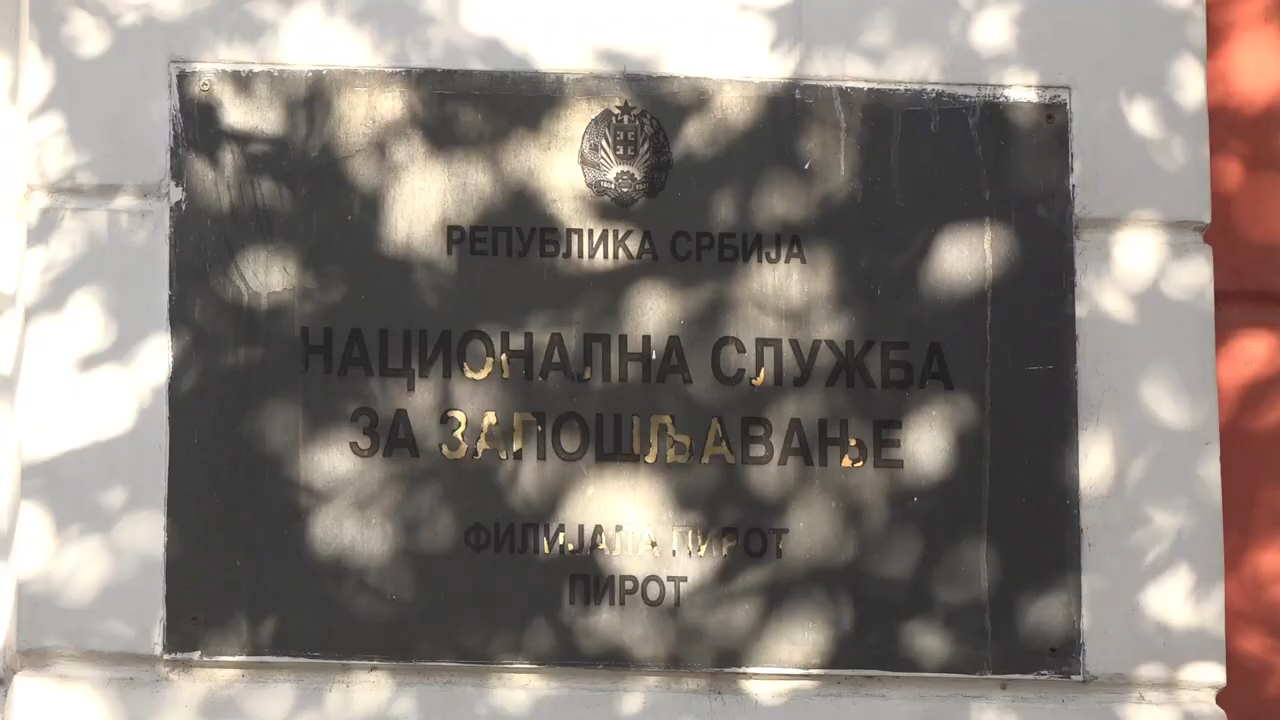 РЕПУБЛИКА СРБИЈА
НАЦИОНАЛНА СЛУЖБА
ЗА ЗАПОШЉАВАЊЕ
ФИЛИЈАЛА ПИРОТ
ПИРОТ